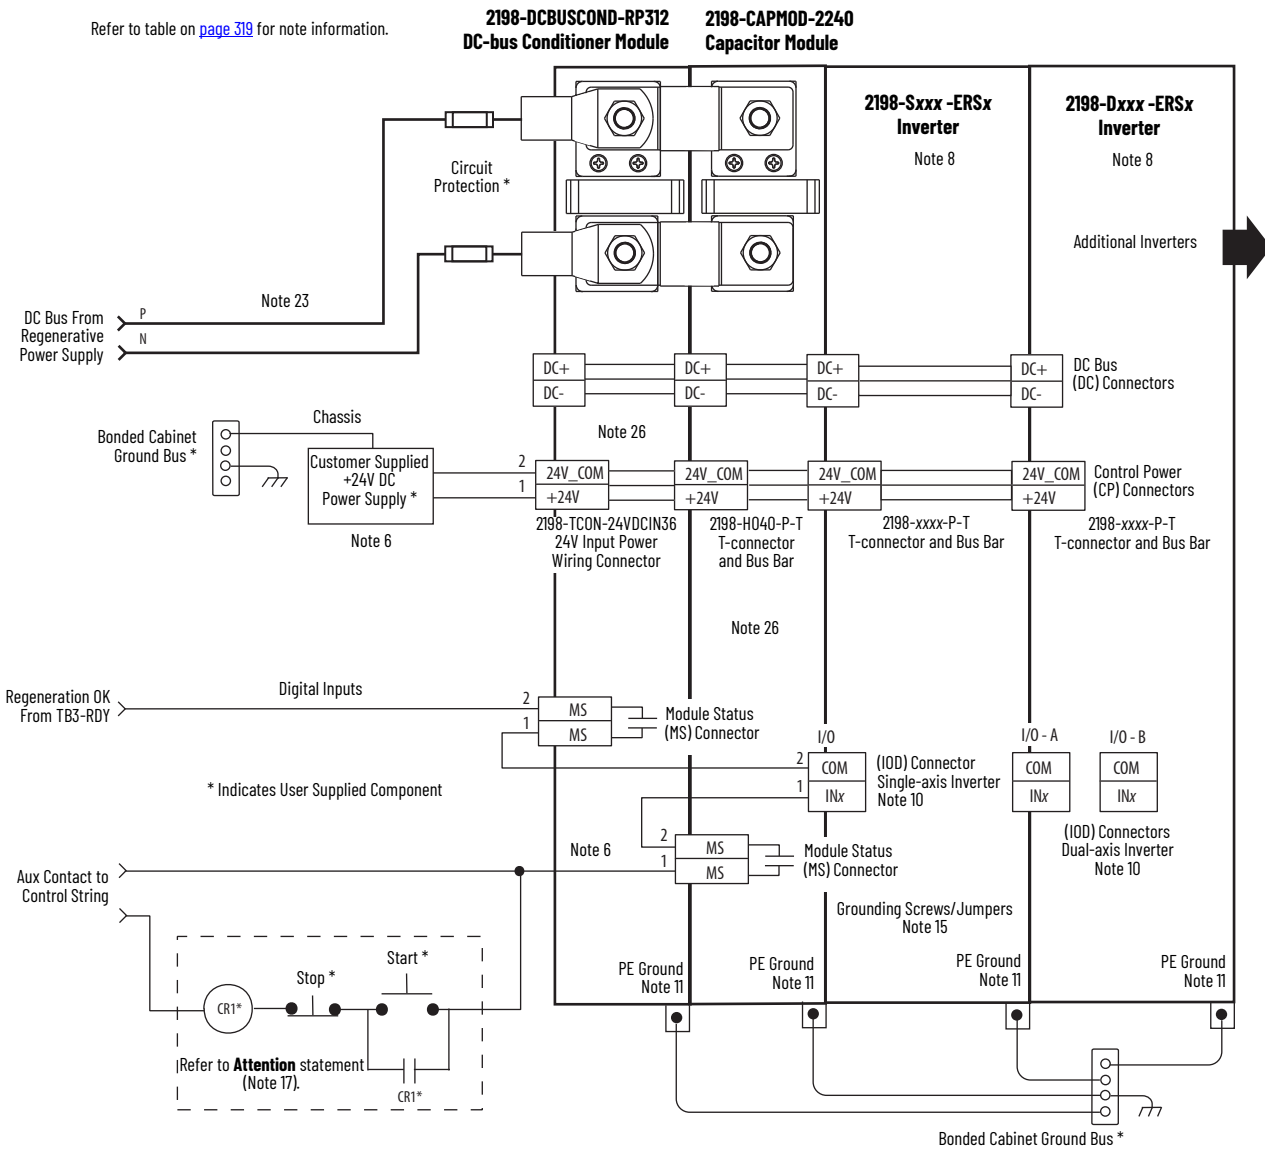 Refer to table on page 319 for note information.
2198-DCBUSCOND-RP312
DC-bus Conditioner Module
2198-CAPMOD-2240
Capacitor Module
2198-Sxxx -ERSx
Inverter
Note 8
2198-Dxxx -ERSx
Inverter
Note 8
Circuit
Protection *
Additional Inverters
Note 23
DC Bus From
Regenerative
Power Supply
P
N
DC+
DC-
DC+
DC-
DC+
DC-
DC+
DC-
DC Bus
(DC) Connectors
Chassis
Bonded Cabinet
Ground Bus *
Customer Supplied
+24V DC
Power Supply *
Note 6
Note 26
2
1
24V_COM
+24V
24V_COM
+24V
24V_COM
+24V
24V_COM
+24V
Control Power
(CP) Connectors
2198-TCON-24VDCIN36
24V Input Power
Wiring Connector
2198-H040-P-T
T-connector
and Bus Bar
2198-xxxx-P-T
T-connector and Bus Bar
2198-xxxx-P-T
T-connector and Bus Bar
Note 26
Regeneration OK
From TB3-RDY
Digital Inputs
2
1
MS
MS
Module Status
(MS) Connector
I/O
2
1
COM
INx
(IOD) Connector
Single-axis Inverter
Note 10
I/O - A
COM
INx
I/O - B
COM
INx
(IOD) Connectors
Dual-axis Inverter
Note 10
* Indicates User Supplied Component
Note 6
2
1
MS
MS
Module Status
(MS) Connector
Aux Contact to
Control String
Grounding Screws/Jumpers
Note 15
Stop *
Start *
CR1*
Refer to Attention statement
(Note 17).
CR1*
PE Ground
Note 11
PE Ground
Note 11
PE Ground
Note 11
PE Ground
Note 11
Bonded Cabinet Ground Bus *